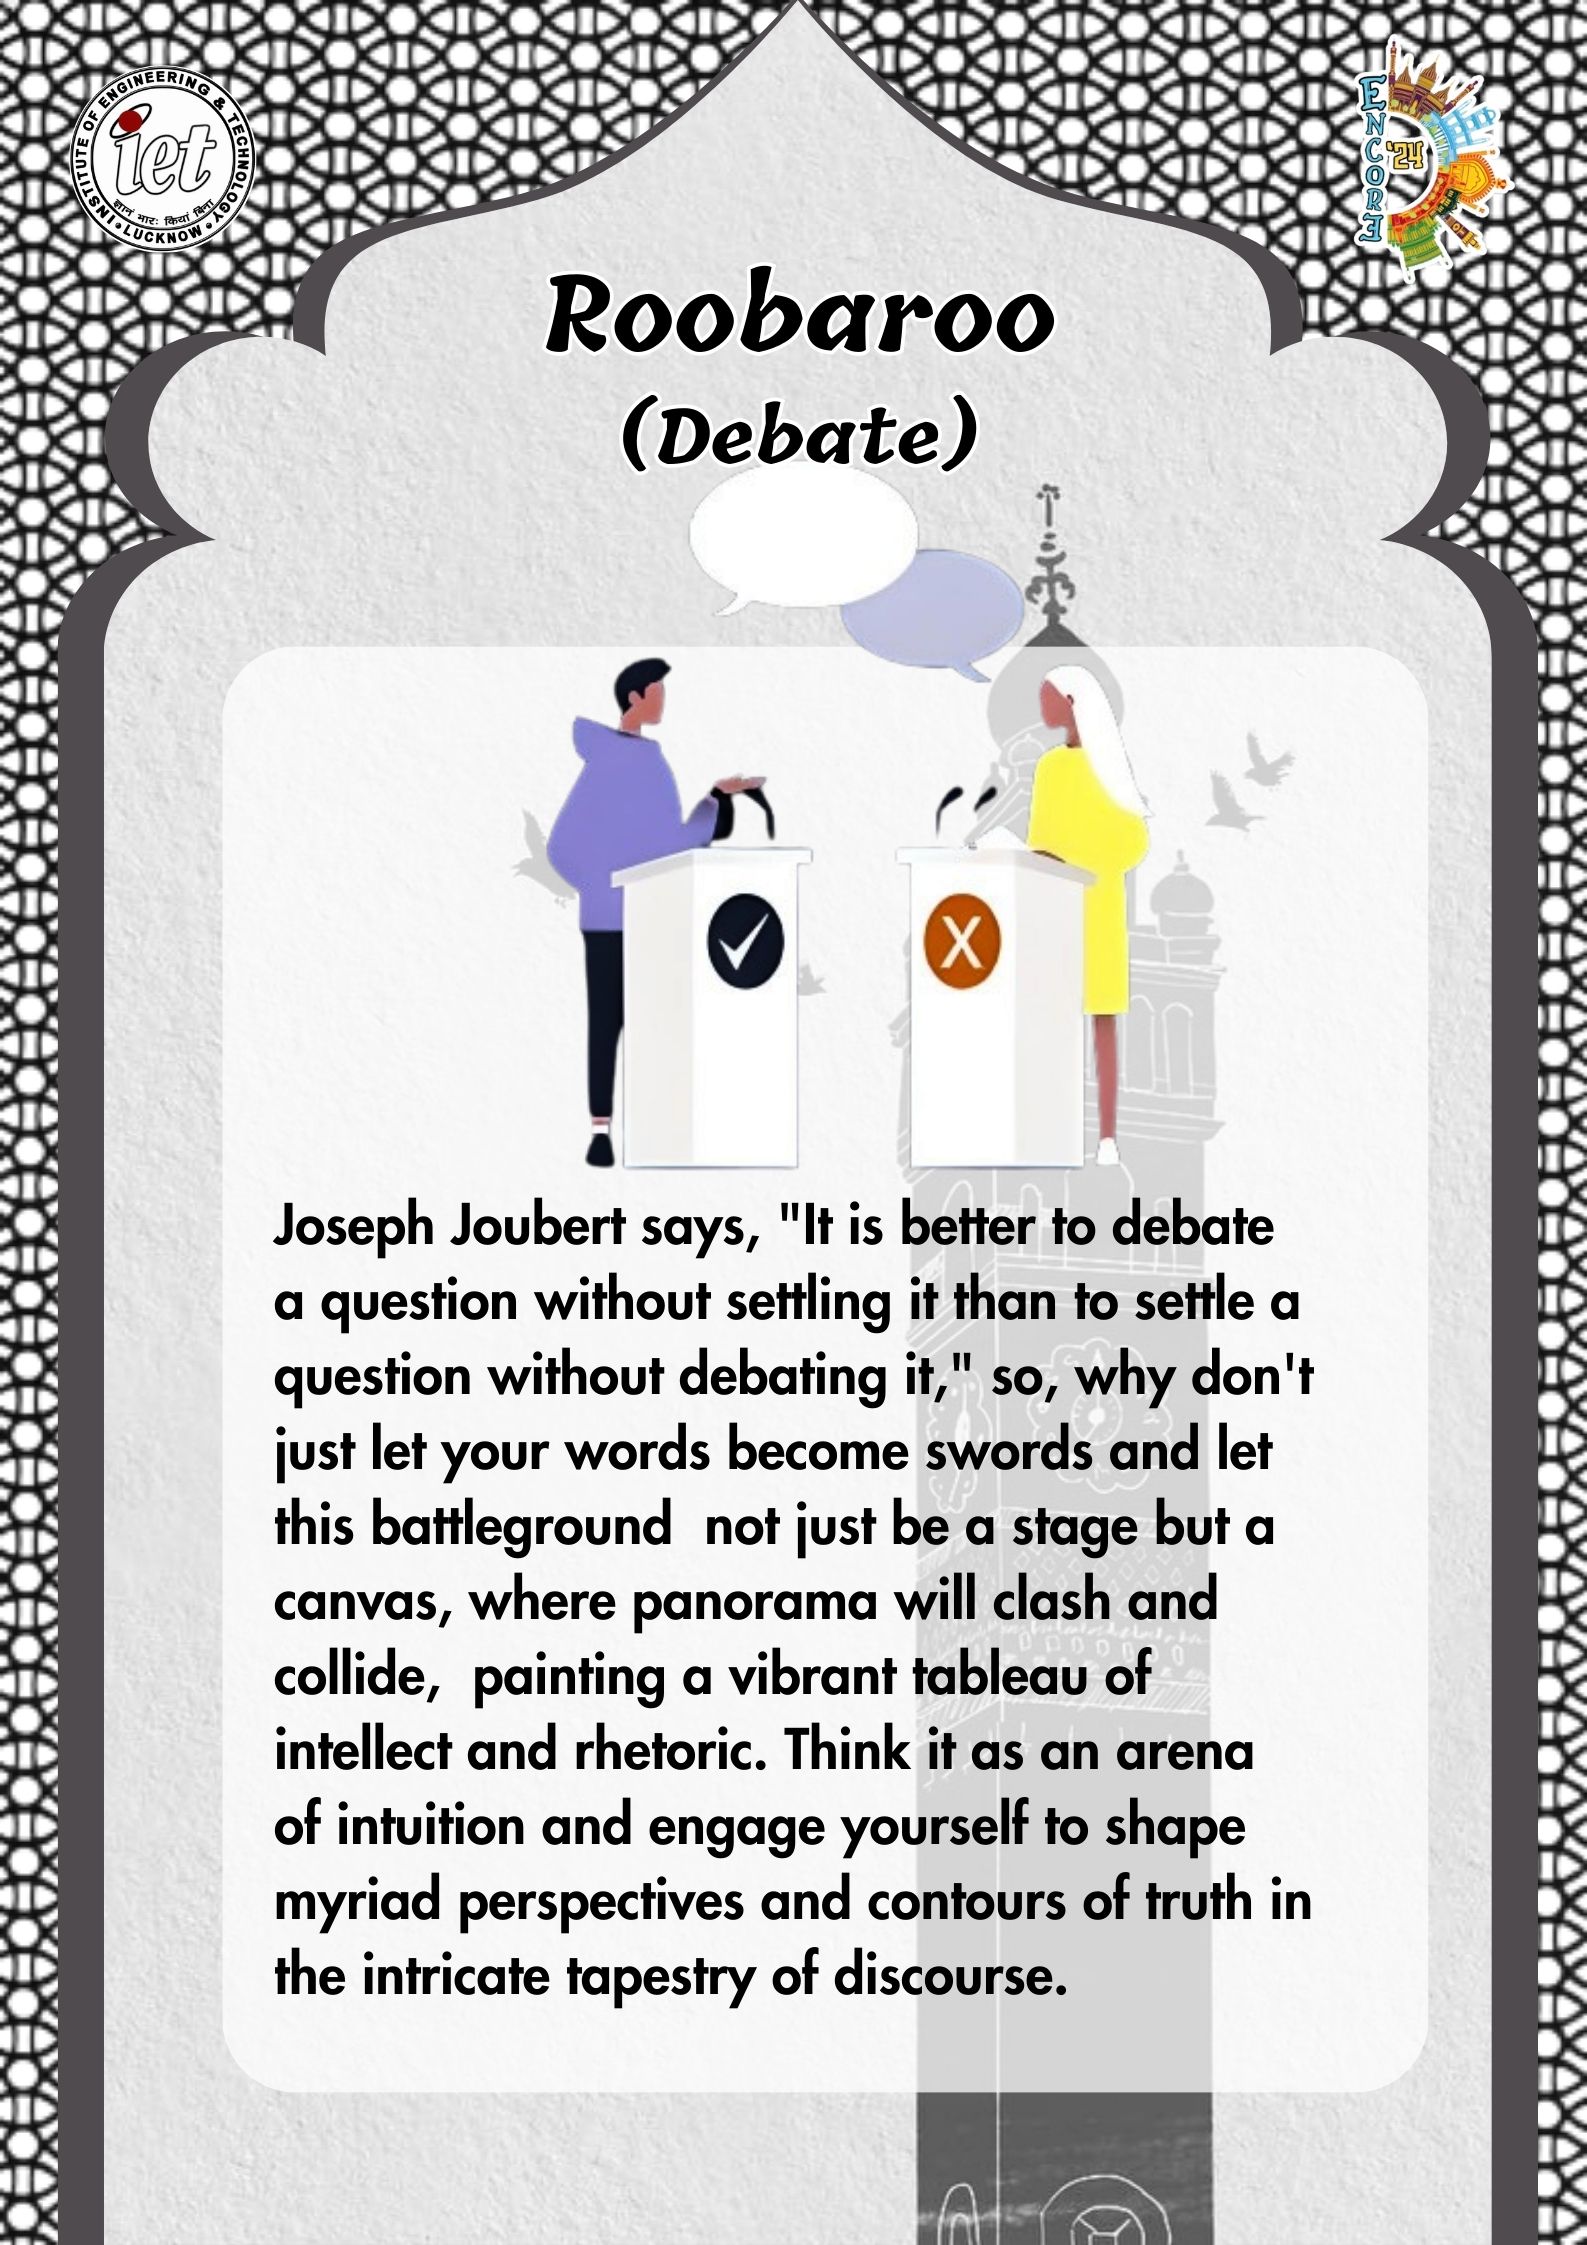 INSTITUTE OF ENGINEERING & TECHNOLOGY
iet
ज्ञानं भारः क्रियां बिना
• LUCKNOW •
ENCORE
'24
Roobaroo
(Debate)
X
Joseph Joubert says, "It is better to debate
a question without settling it than to settle a
question without debating it," so, why don't
just let your words become swords and let
this battleground  not just be a stage but a
canvas, where panorama will clash and
collide,  painting a vibrant tableau of
intellect and rhetoric. Think it as an arena
of intuition and engage yourself to shape
myriad perspectives and contours of truth in
the intricate tapestry of discourse.